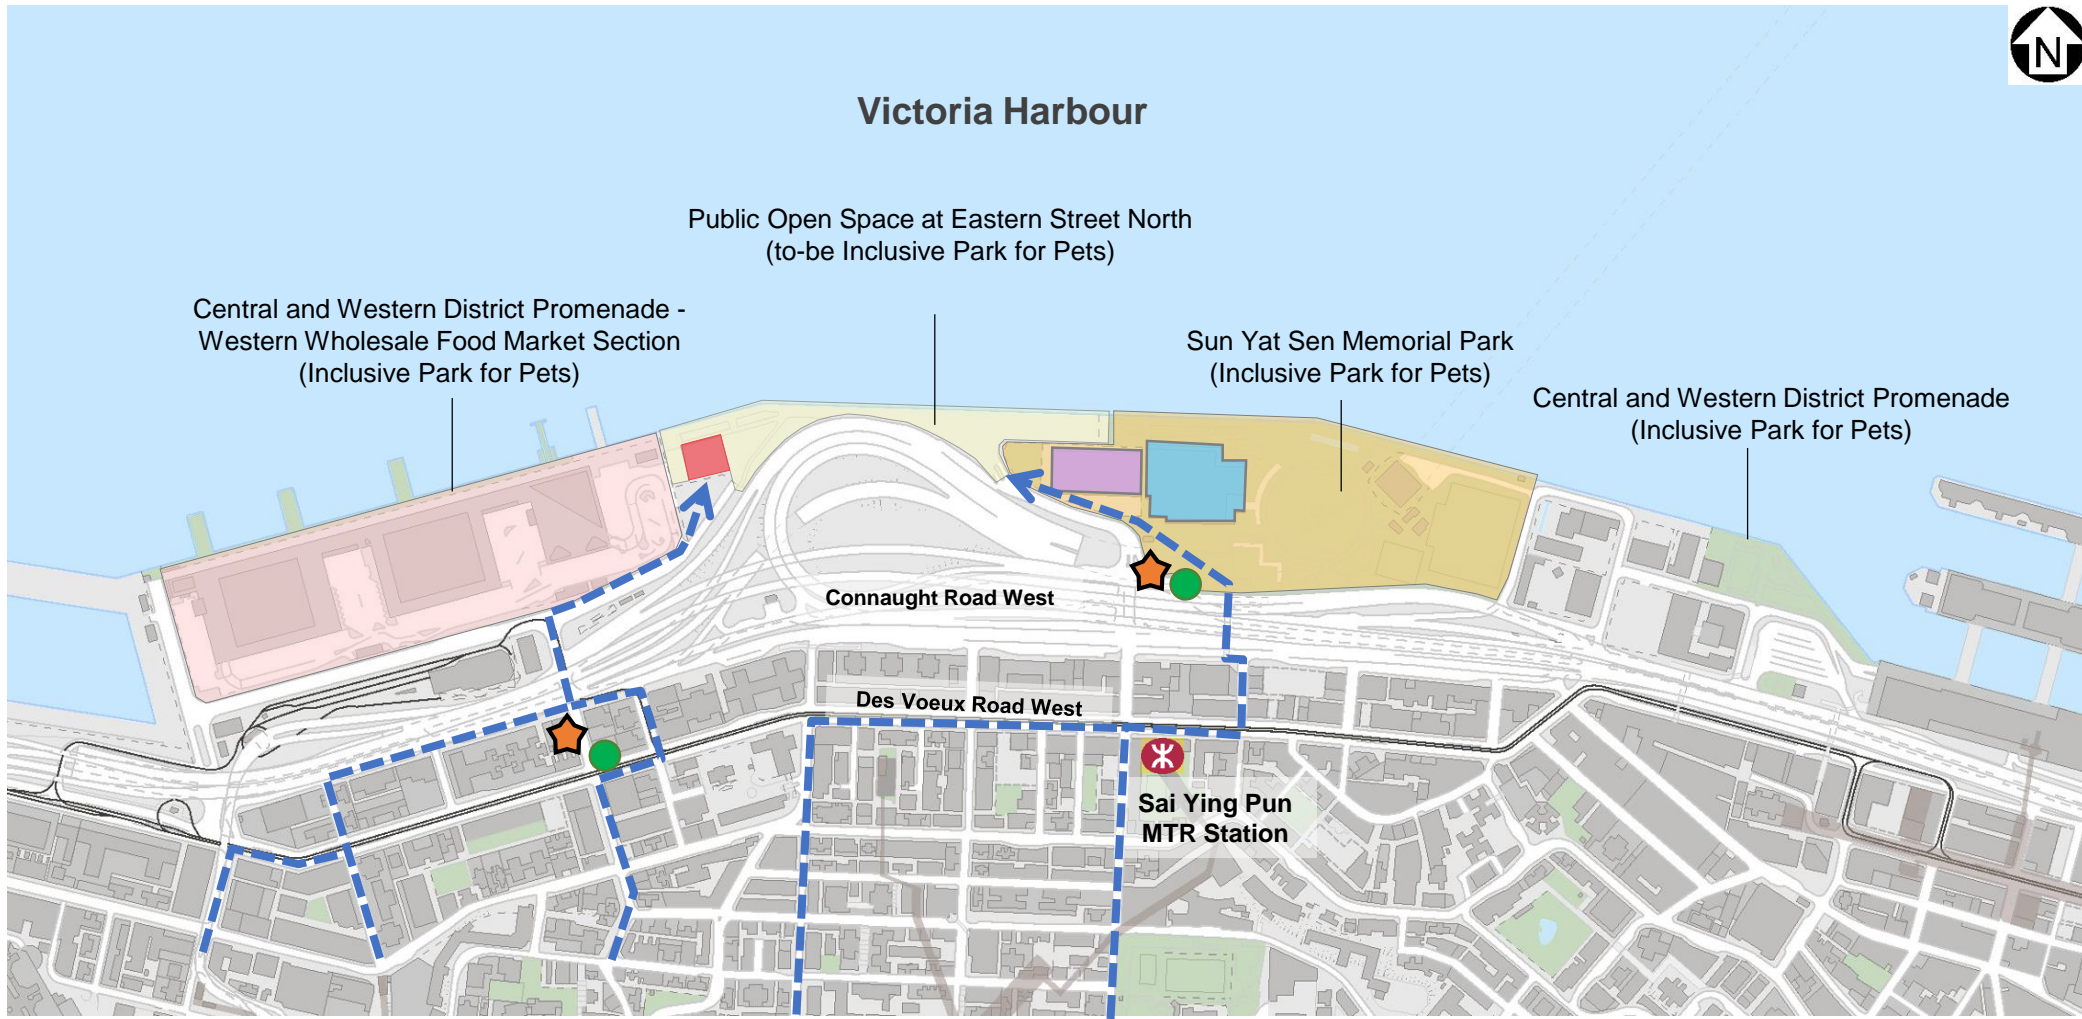 N
Victoria Harbour
Public Open Space at Eastern Street North
(to-be Inclusive Park for Pets)
Central and Western District Promenade -
Western Wholesale Food Market Section
(Inclusive Park for Pets)
Sun Yat Sen Memorial Park
(Inclusive Park for Pets)
Central and Western District Promenade
(Inclusive Park for Pets)
Connaught Road West
Des Voeux Road West
Sai Ying Pun
MTR Station